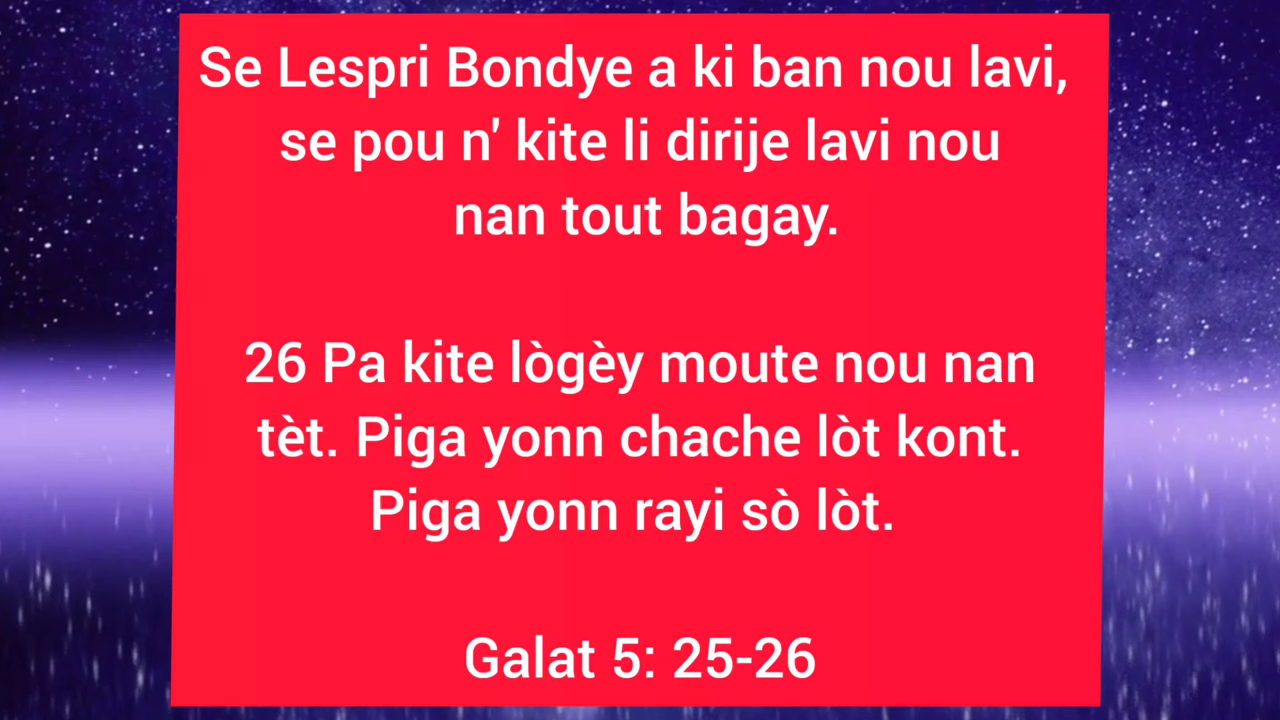 Se Lespri Bondye a ki ban nou lavi,
se pou n' kite li dirije lavi nou
nan tout bagay.
26 Pa kite lògèy moute nou nan
tèt. Piga yonn chache lòt kont.
Piga yonn rayi sò lòt.
Galat 5: 25-26